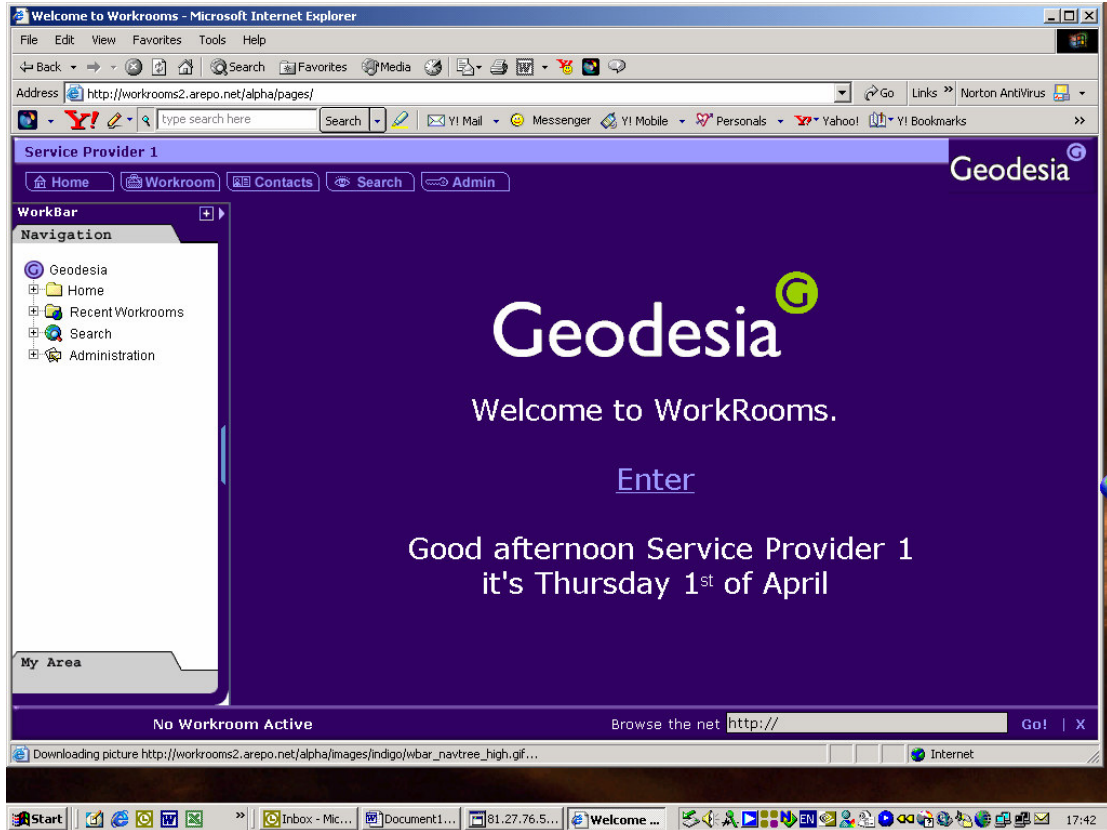 Welcome to Workrooms - Microsoft Internet Explorer
File Edit View Favorites Tools Help
Back Search Favorites Media
Address http://workrooms2.arepo.net/alpha/pages/ Go Links » Norton AntiVirus
Y! type search here Search Y! Mail Messenger Y! Mobile Personals Yahoo! Y! Bookmarks »
Service Provider 1
Geodesia G
Home Workroom Contacts Search Admin
WorkBar
Navigation
Geodesia
Home
Recent Workrooms
Search
Administration
Geodesia G
Welcome to WorkRooms.
Enter
Good afternoon Service Provider 1
it's Thursday 1st of April
My Area
No Workroom Active Browse the net http:// Go! | X
Downloading picture http://workrooms2.arepo.net/alpha/images/indigo/wbar_navtree_high.gif... Internet
Start » Inbox - Mic... Document1... 81.27.76.5... Welcome ... EN 17:42